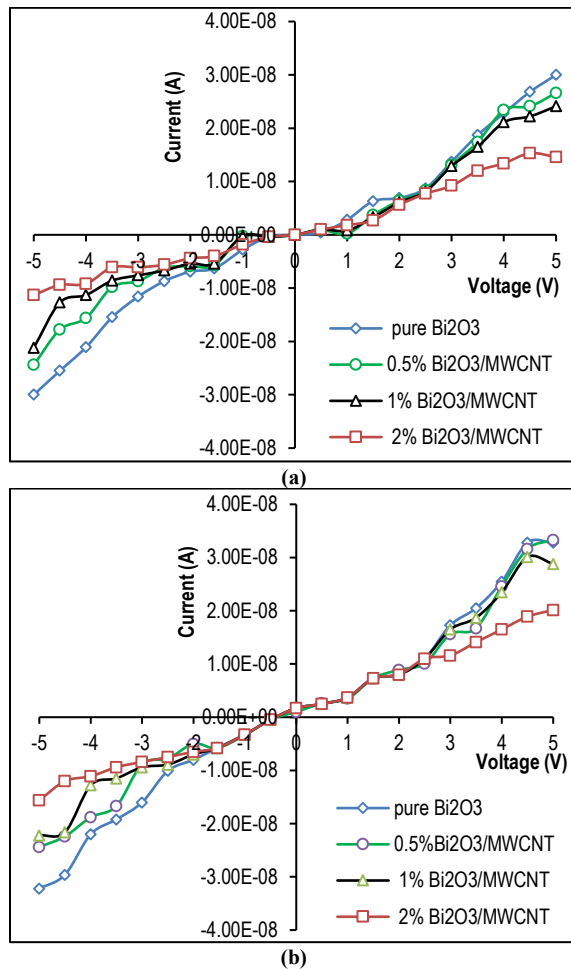 4.00E-08
3.00E-08
2.00E-08
1.00E-08
0.00E+00
-1.00E-08
-2.00E-08
-3.00E-08
-4.00E-08
Current (A)
-5 -4 -3 -2 -1 0 1 2 3 4 5
Voltage (V)
pure Bi2O3
0.5% Bi2O3/MWCNT
1% Bi2O3/MWCNT
2% Bi2O3/MWCNT
(a)
4.00E-08
3.00E-08
2.00E-08
1.00E-08
0.00E+00
-1.00E-08
-2.00E-08
-3.00E-08
-4.00E-08
Current (A)
-5 -4 -3 -2 -1 0 1 2 3 4 5
Voltage (V)
pure Bi2O3
0.5%Bi2O3/MWCNT
1% Bi2O3/MWCNT
2% Bi2O3/MWCNT
(b)